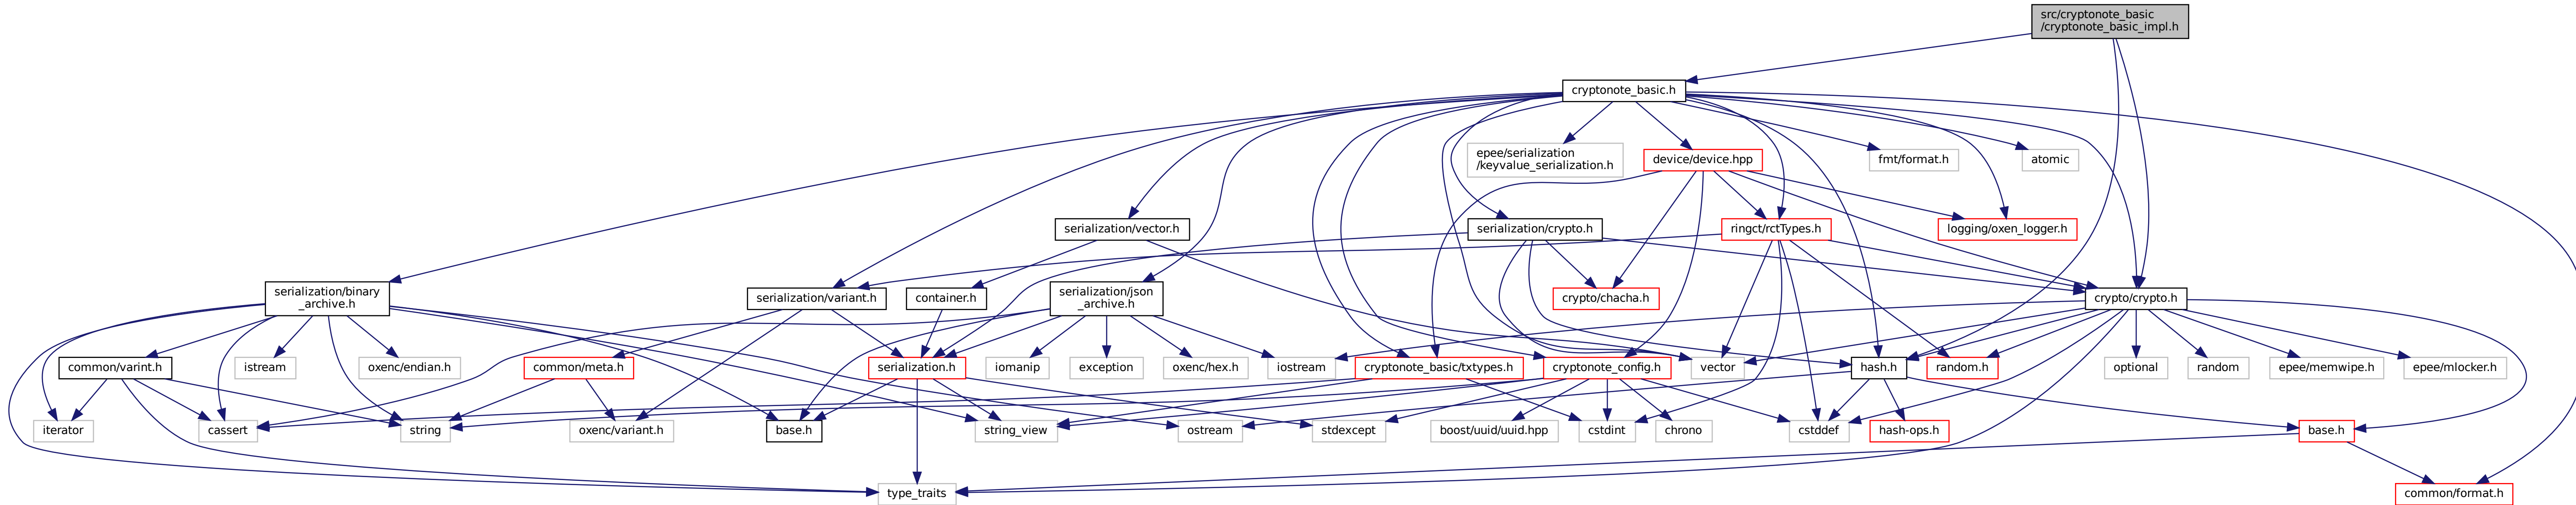 src/cryptonote_basic
/cryptonote_basic_impl.h
cryptonote_basic.h
epee/serialization
/keyvalue_serialization.h
device/device.hpp
fmt/format.h
atomic
serialization/vector.h
serialization/crypto.h
ringct/rctTypes.h
logging/oxen_logger.h
serialization/binary
_archive.h
serialization/variant.h
container.h
serialization/json
_archive.h
crypto/chacha.h
crypto/crypto.h
common/varint.h
istream
oxenc/endian.h
common/meta.h
serialization.h
iomanip
exception
oxenc/hex.h
iostream
cryptonote_basic/txtypes.h
cryptonote_config.h
vector
hash.h
random.h
optional
random
epee/memwipe.h
epee/mlocker.h
iterator
cassert
string
oxenc/variant.h
base.h
string_view
ostream
stdexcept
boost/uuid/uuid.hpp
cstdint
chrono
cstddef
hash-ops.h
base.h
type_traits
common/format.h